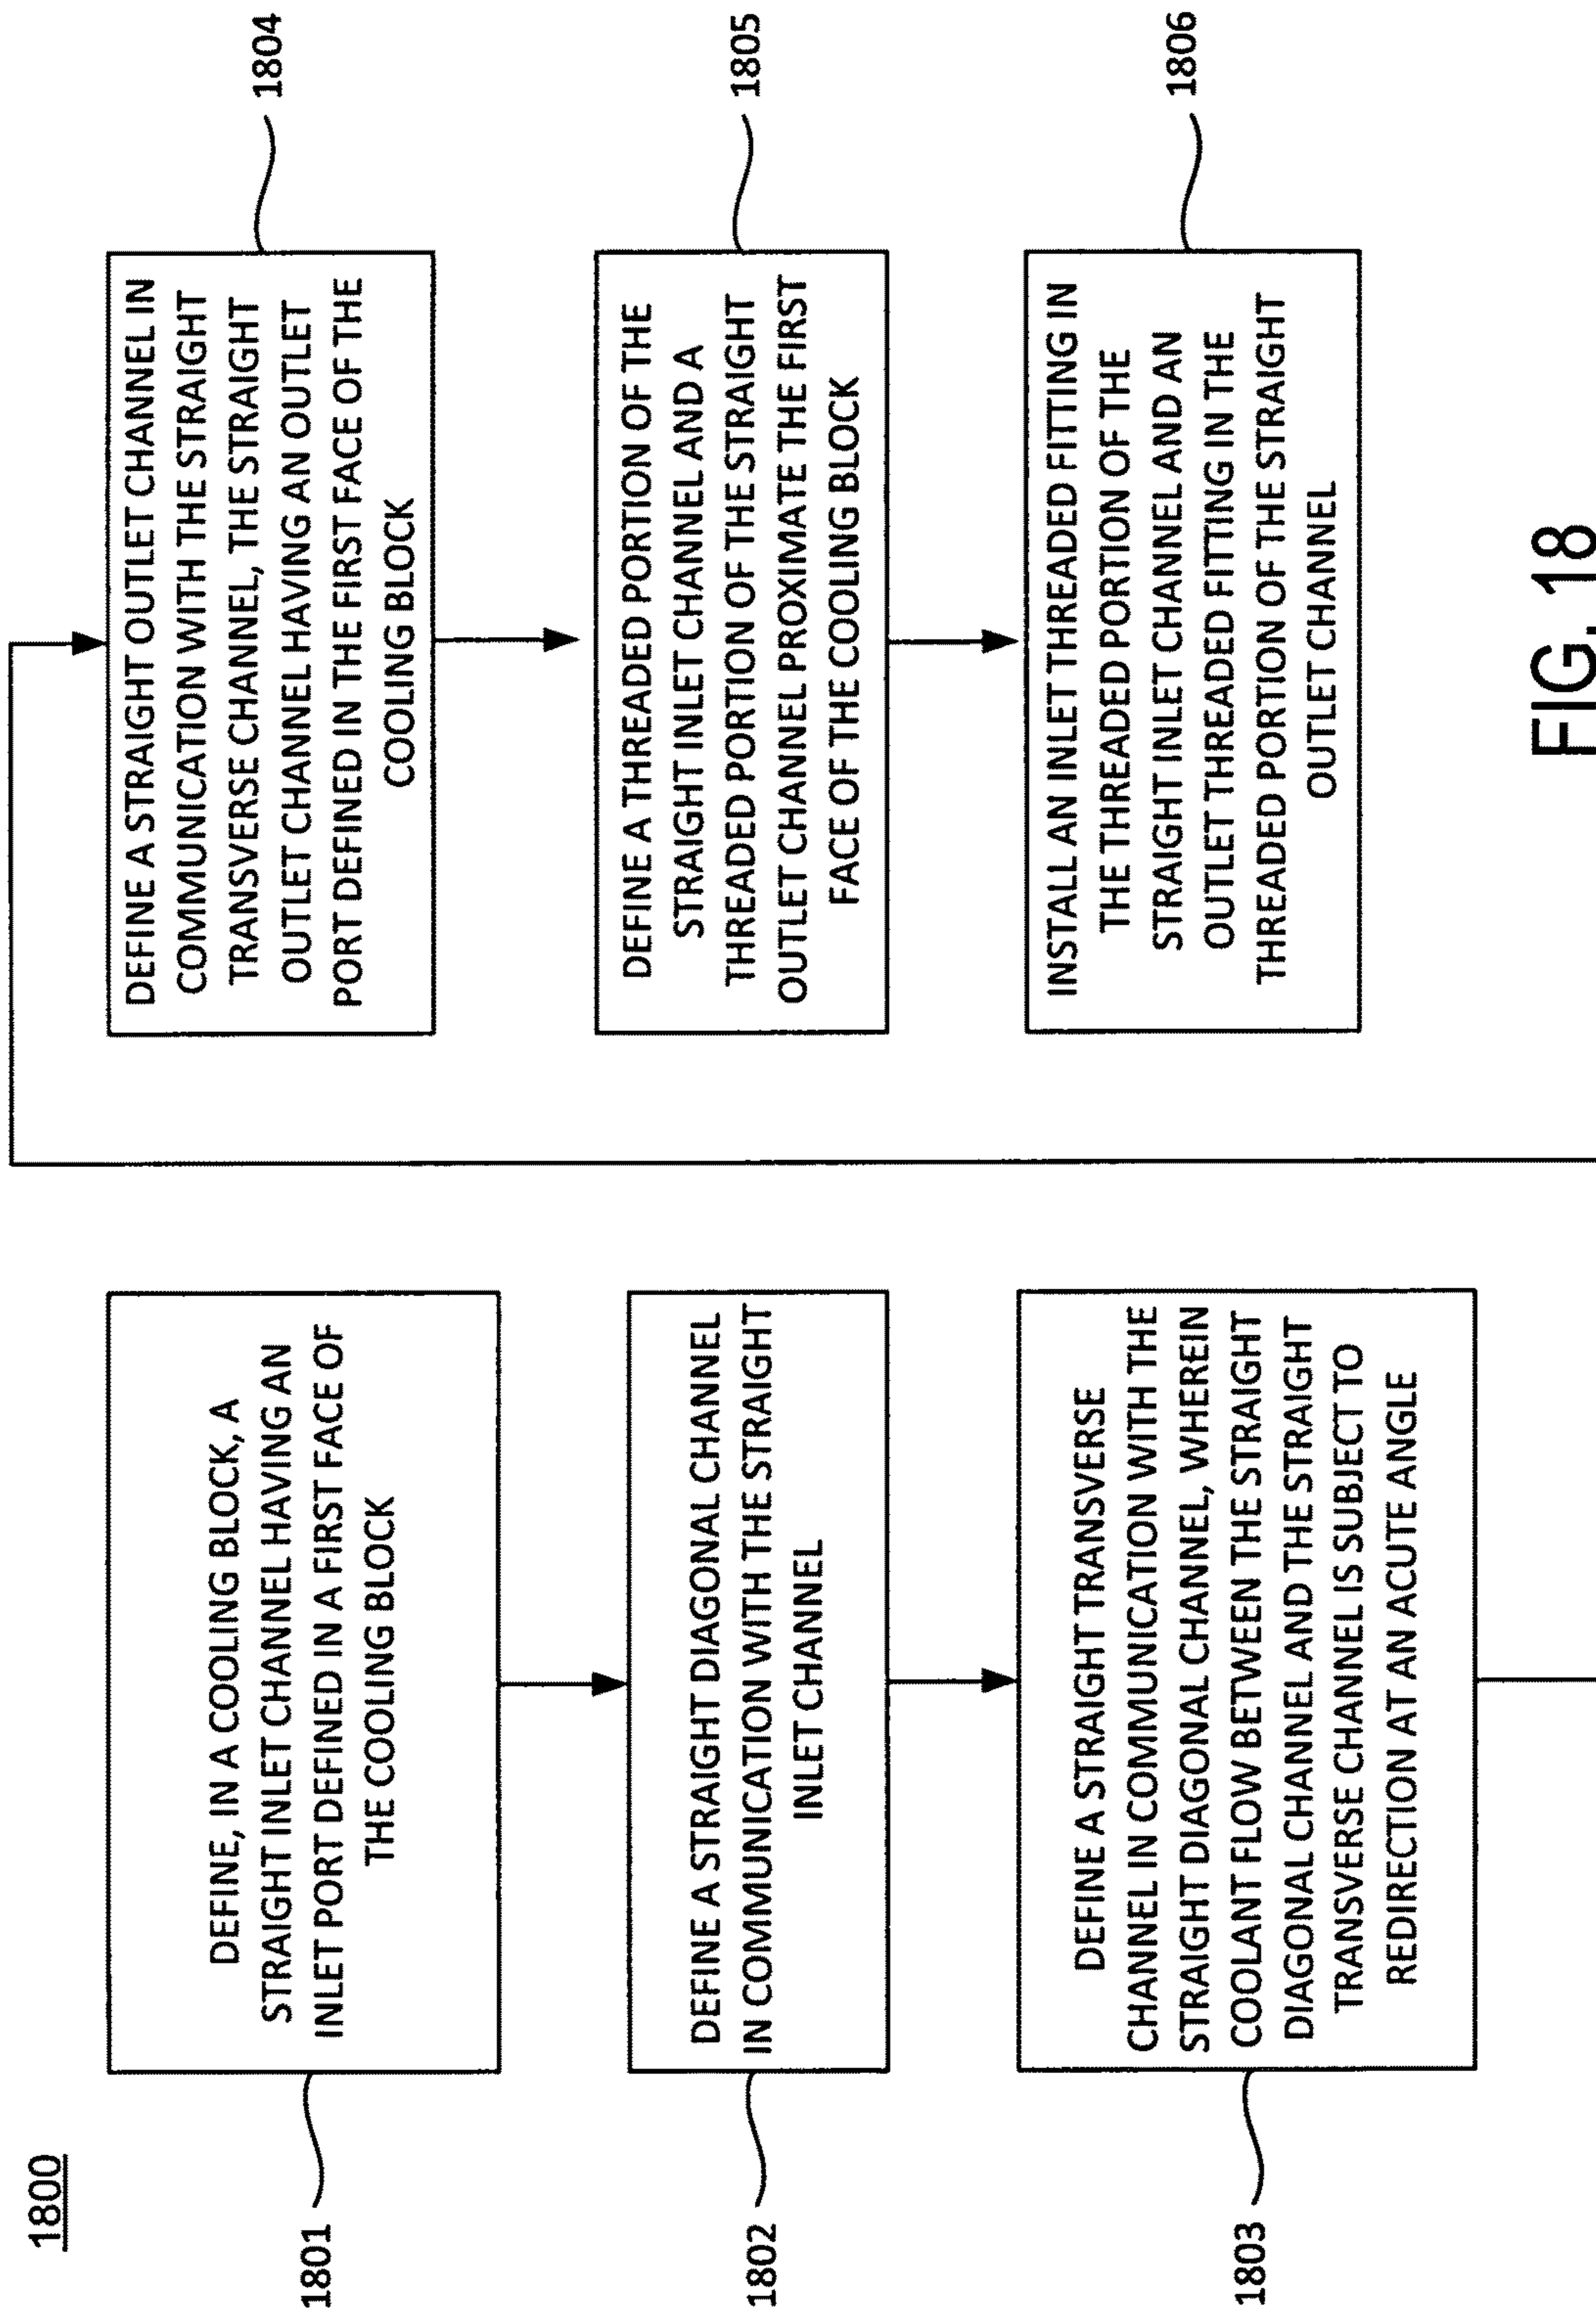 1800
1801
DEFINE, IN A COOLING BLOCK, A
STRAIGHT INLET CHANNEL HAVING AN
INLET PORT DEFINED IN A FIRST FACE OF
THE COOLING BLOCK
1802
DEFINE A STRAIGHT DIAGONAL CHANNEL
IN COMMUNICATION WITH THE STRAIGHT
INLET CHANNEL
1803
DEFINE A STRAIGHT TRANSVERSE
CHANNEL IN COMMUNICATION WITH THE
STRAIGHT DIAGONAL CHANNEL, WHEREIN
COOLANT FLOW BETWEEN THE STRAIGHT
DIAGONAL CHANNEL AND THE STRAIGHT
TRANSVERSE CHANNEL IS SUBJECT TO
REDIRECTION AT AN ACUTE ANGLE
DEFINE A STRAIGHT OUTLET CHANNEL IN
COMMUNICATION WITH THE STRAIGHT
TRANSVERSE CHANNEL, THE STRAIGHT
OUTLET CHANNEL HAVING AN OUTLET
PORT DEFINED IN THE FIRST FACE OF THE
COOLING BLOCK
1804
DEFINE A THREADED PORTION OF THE
STRAIGHT INLET CHANNEL AND A
THREADED PORTION OF THE STRAIGHT
OUTLET CHANNEL PROXIMATE THE FIRST
FACE OF THE COOLING BLOCK
1805
INSTALL AN INLET THREADED FITTING IN
THE THREADED PORTION OF THE
STRAIGHT INLET CHANNEL AND AN
OUTLET THREADED FITTING IN THE
THREADED PORTION OF THE STRAIGHT
OUTLET CHANNEL
1806
FIG. 18